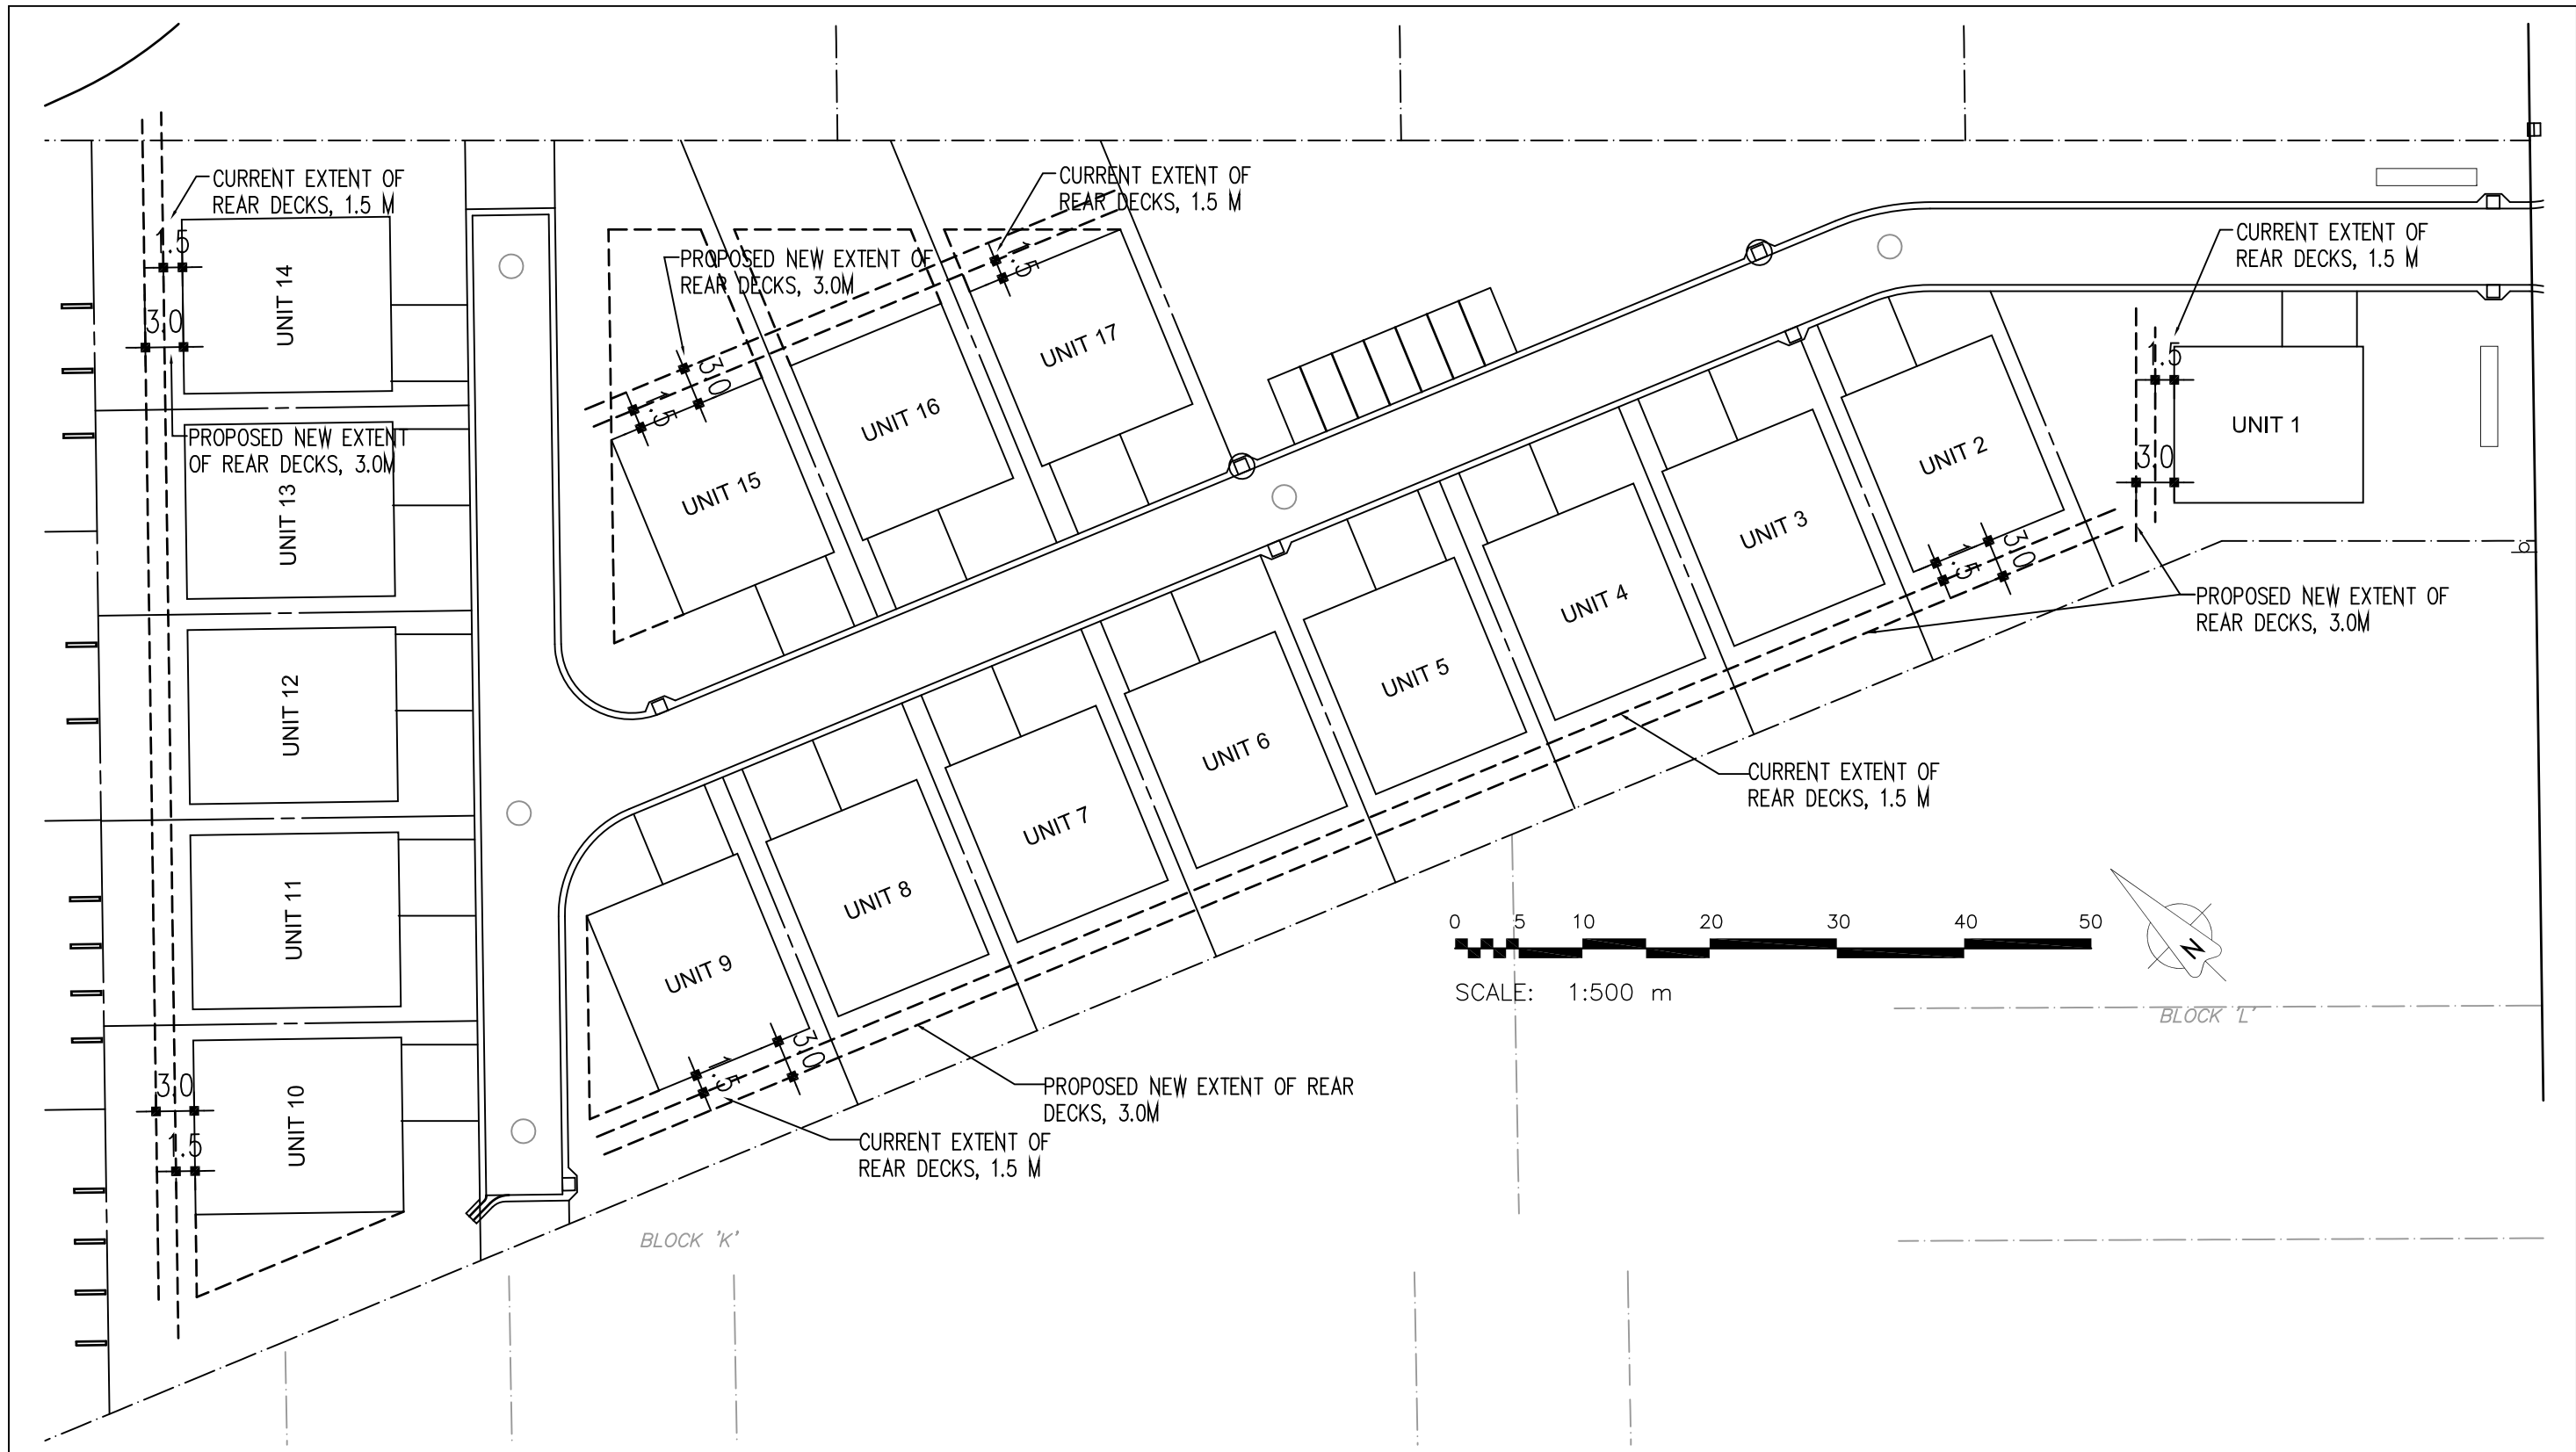 CURRENT EXTENT OF
REAR DECKS, 1.5 M
CURRENT EXTENT OF
REAR DECKS, 1.5 M
CURRENT EXTENT OF
REAR DECKS, 1.5 M
PROPOSED NEW EXTENT OF
REAR DECKS, 3.0M
1.5
3.0
UNIT 14
1.5
UNIT 17
3.0
1.5
UNIT 16
UNIT 15
1.5
3.0
UNIT 1
PROPOSED NEW EXTENT
OF REAR DECKS, 3.0M
UNIT 13
UNIT 2
1.5
3.0
UNIT 3
UNIT 4
PROPOSED NEW EXTENT OF
REAR DECKS, 3.0M
UNIT 12
UNIT 5
UNIT 6
CURRENT EXTENT OF
REAR DECKS, 1.5 M
UNIT 7
UNIT 8
UNIT 11
UNIT 9
0 5 10 20 30 40 50
SCALE: 1:500 m
N
BLOCK 'L'
1.5
3.0
PROPOSED NEW EXTENT OF REAR
DECKS, 3.0M
3.0
1.5
UNIT 10
CURRENT EXTENT OF
REAR DECKS, 1.5 M
BLOCK 'K'